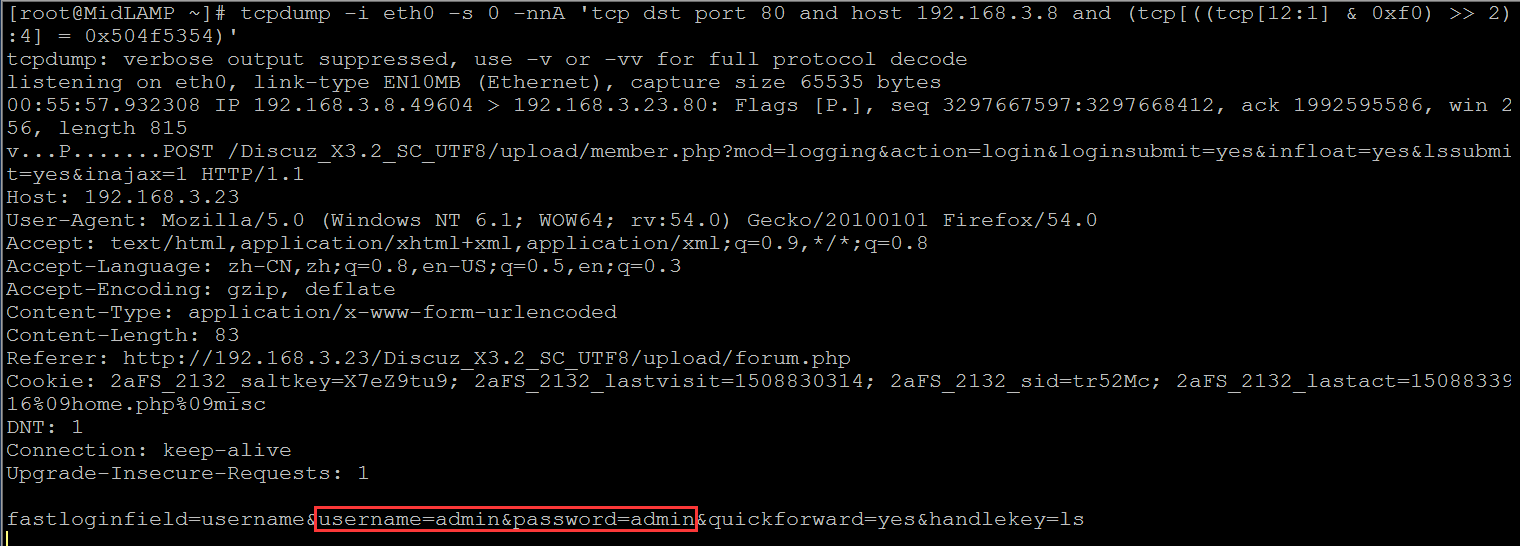 [root@MidLAMP ~]# tcpdump -i eth0 -s 0 -nnA 'tcp dst port 80 and host 192.168.3.8 and (tcp[((tcp[12:1] & 0xf0) >> 2)
:4] = 0x504f5354)'
tcpdump: verbose output suppressed, use -v or -vv for full protocol decode
listening on eth0, link-type EN10MB (Ethernet), capture size 65535 bytes
00:55:57.932308 IP 192.168.3.8.49604 > 192.168.3.23.80: Flags [P.], seq 3297667597:3297668412, ack 1992595586, win 2
56, length 815
v...P.......POST /Discuz_X3.2_SC_UTF8/upload/member.php?mod=logging&action=login&loginsubmit=yes&infloat=yes&lssubmi
t=yes&inajax=1 HTTP/1.1
Host: 192.168.3.23
User-Agent: Mozilla/5.0 (Windows NT 6.1; WOW64; rv:54.0) Gecko/20100101 Firefox/54.0
Accept: text/html,application/xhtml+xml,application/xml;q=0.9,*/*;q=0.8
Accept-Language: zh-CN,zh;q=0.8,en-US;q=0.5,en;q=0.3
Accept-Encoding: gzip, deflate
Content-Type: application/x-www-form-urlencoded
Content-Length: 83
Referer: http://192.168.3.23/Discuz_X3.2_SC_UTF8/upload/forum.php
Cookie: 2aFS_2132_saltkey=X7eZ9tu9; 2aFS_2132_lastvisit=1508830314; 2aFS_2132_sid=tr52Mc; 2aFS_2132_lastact=15088339
16%09home.php%09misc
DNT: 1
Connection: keep-alive
Upgrade-Insecure-Requests: 1
fastloginfield=username&username=admin&password=admin&quickforward=yes&handlekey=ls